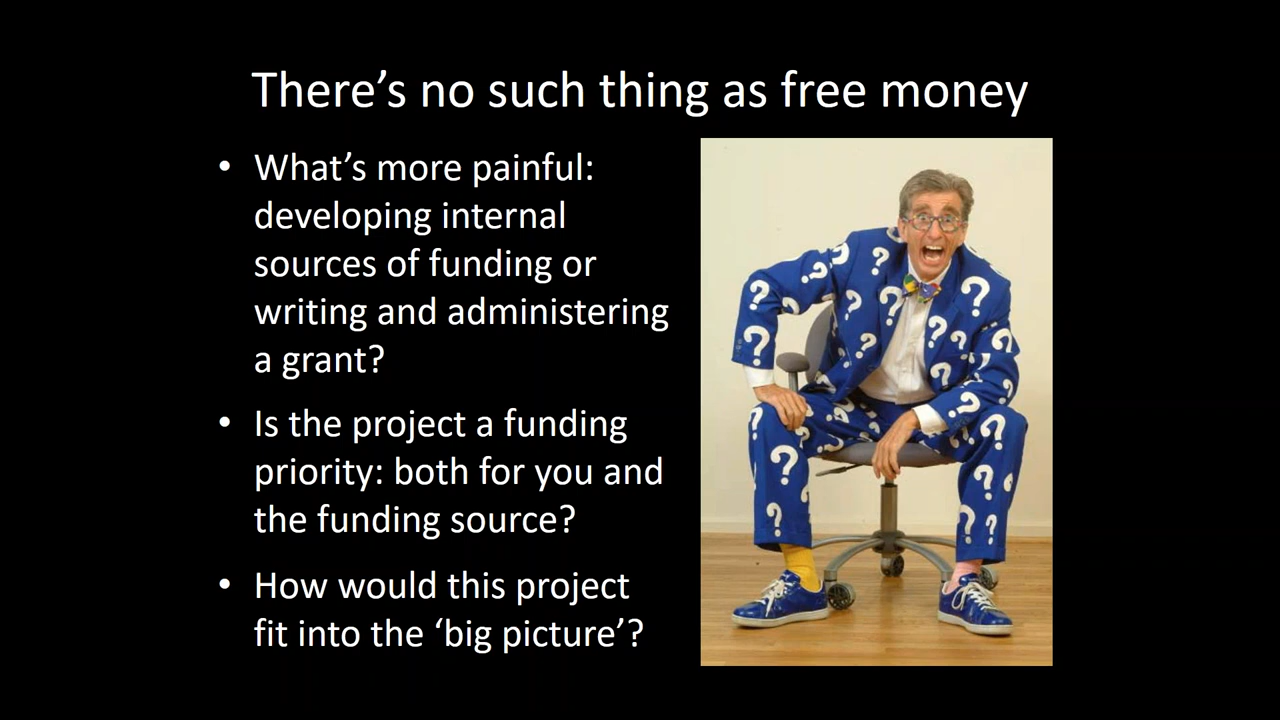 There’s no such thing as free money
• What’s more painful:
developing internal
sources of funding or
writing and administering
a grant?
• Is the project a funding
priority: both for you and
the funding source?
• How would this project
fit into the ‘big picture’?